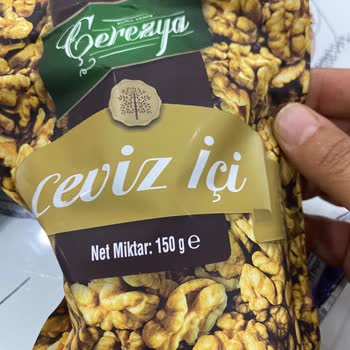 Çerezya
Ceviz İçi
Net Miktar: 150 g ℮